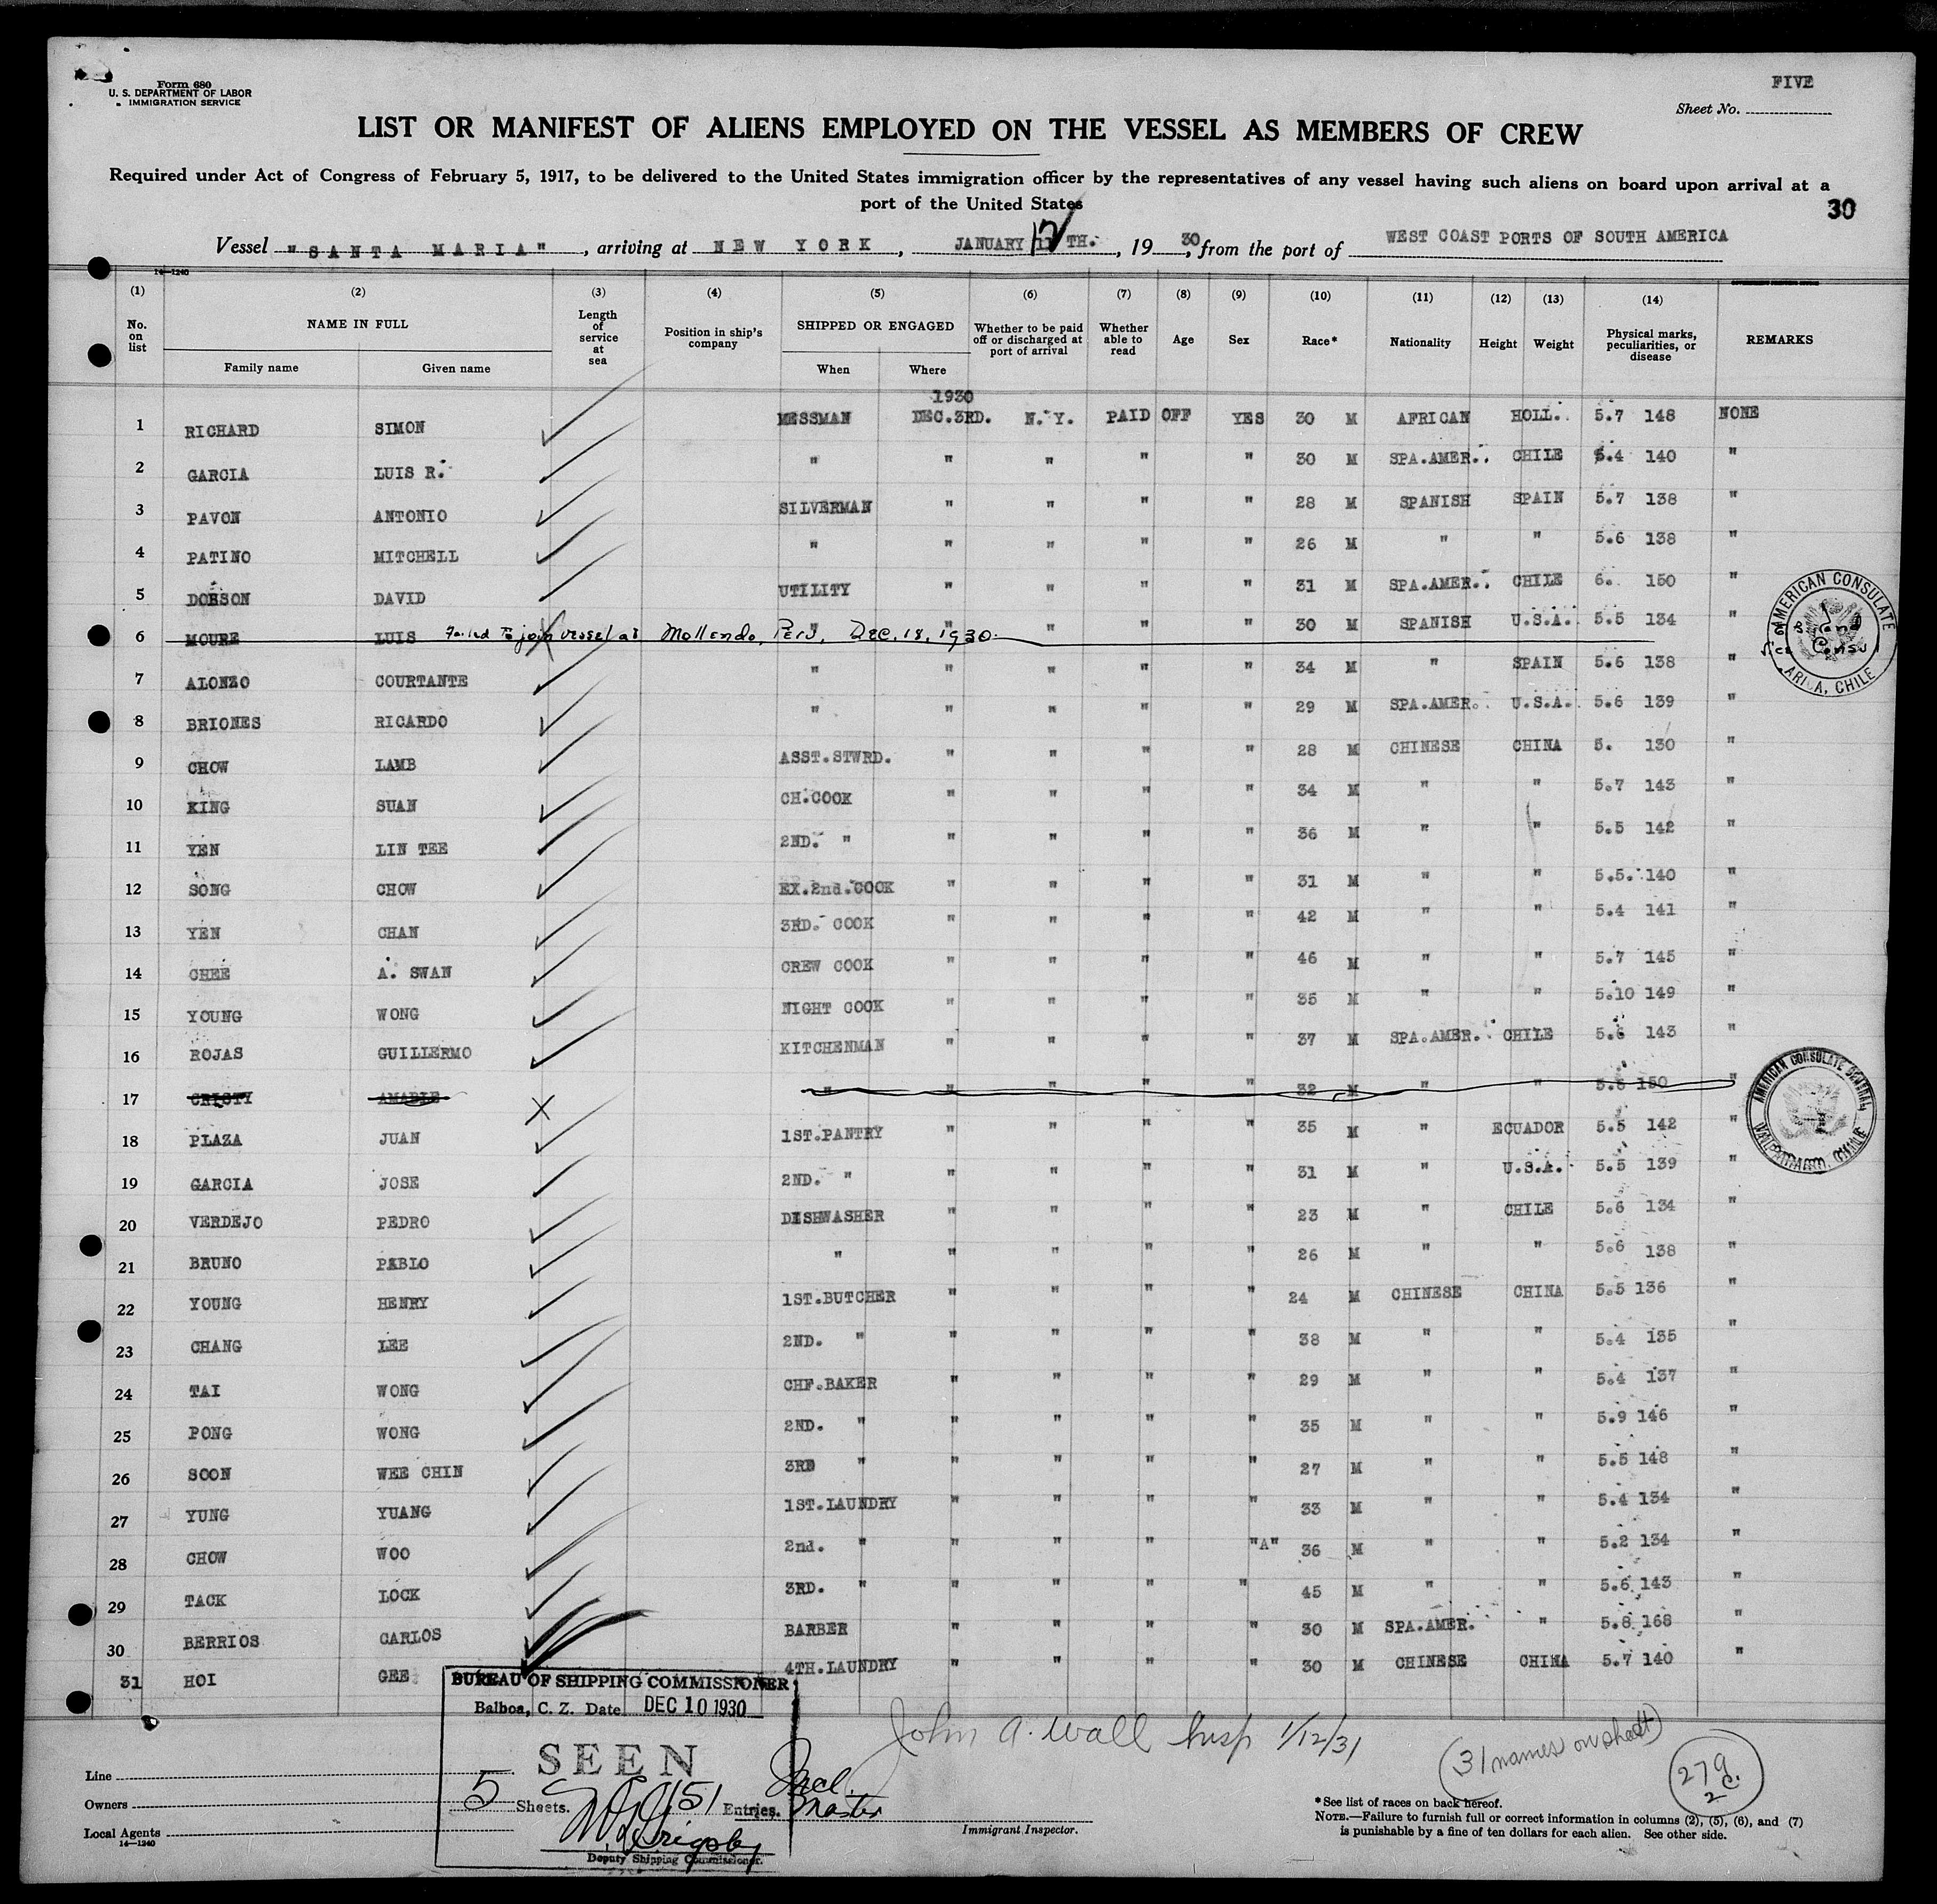 Form 680
U. S. DEPARTMENT OF LABOR
IMMIGRATION SERVICE
FIVE
Sheet No.
LIST OR MANIFEST OF ALIENS EMPLOYED ON THE VESSEL AS MEMBERS OF CREW
Required under Act of Congress of February 5, 1917, to be delivered to the United States immigration officer by the representatives of any vessel having such aliens on board upon arrival at a
port of the United States
30
Vessel "SANTA MARIA", arriving at NEW YORK, JANUARY 12 TH., 1930, from the port of WEST COAST PORTS OF SOUTH AMERICA
14—1240
(1) (2) (3) (4) (5) (6) (7) (8) (9) (10) (11) (12) (13) (14)
No. on list NAME IN FULL Family name Given name Length of service at sea Position in ship's company SHIPPED OR ENGAGED When Where Whether to be paid off or discharged at port of arrival Whether able to read Age Sex Race* Nationality Height Weight Physical marks, peculiarities, or disease REMARKS
1930
1 RICHARD SIMON MESSMAN DEC.3RD. N.Y. PAID OFF YES 30 M AFRICAN HOLL. 5.7 148 NONE
2 GARCIA LUIS R. " " " " " 30 M SPA.AMER. CHILE 5.4 140 "
3 PAVON ANTONIO SILVERMAN " " " " 28 M SPANISH SPAIN 5.7 138 "
4 PATINO MITCHELL " " " " " 26 M " " 5.6 138 "
5 DOBSON DAVID UTILITY " " " " 31 M SPA.AMER. CHILE 6. 150 "
6 MOURE LUIS " " " " " 30 M SPANISH U.S.A. 5.5 134 "
Failed to join vessel at Mollendo, Peru, Dec. 18, 1930.
7 ALONZO COURTANTE " " " " " 34 M " SPAIN 5.6 138 "
8 BRIONES RICARDO " " " " " 29 M SPA.AMER. U.S.A. 5.6 139 "
9 CHOW LAMB ASST.STWRD. " " " " 28 M CHINESE CHINA 5. 130 "
10 KING SUAN CH.COOK " " " " 34 M " " 5.7 143 "
11 YEN LIN TEE 2ND. " " " " " 36 M " " 5.5 142 "
12 SONG CHOW EX.2nd.COOK " " " " 31 M " " 5.5. 140 "
13 YEN CHAN 3RD. COOK " " " " 42 M " " 5.4 141 "
14 CHEE A. SWAN CREW COOK " " " " 46 M " " 5.7 145 "
15 YOUNG WONG NIGHT COOK " " " " 35 M " " 5.10 149 "
16 ROJAS GUILLERMO KITCHENMAN " " " " 37 M SPA.AMER. CHILE 5.6 143 "
17 CRISTY AMABLE " " " " " 32 M " " 5.6 150 "
18 PLAZA JUAN 1ST.PANTRY " " " " 35 M " ECUADOR 5.5 142 "
19 GARCIA JOSE 2ND. " " " " " 31 M " U.S.A. 5.5 139 "
20 VERDEJO PEDRO DISHWASHER " " " " 23 M " CHILE 5.6 134 "
21 BRUNO PABLO " " " " " 26 M " " 5.6 138 "
22 YOUNG HENRY 1ST.BUTCHER " " " " 24 M CHINESE CHINA 5.5 136 "
23 CHANG LEE 2ND. " " " " " 38 M " " 5.4 135 "
24 TAI WONG CHF.BAKER " " " " 29 M " " 5.4 137 "
25 PONG WONG 2ND. " " " " " 35 M " " 5.9 146 "
26 SOON WEE CHIN 3RD " " " " " 27 M " " 5.5 148 "
27 YUNG YUANG 1ST.LAUNDRY " " " " 33 M " " 5.4 134 "
28 CHOW WOO 2nd. " " " " "A" 36 M " " 5.2 134 "
29 TACK LOCK 3RD. " " " " " 45 M " " 5.6 143 "
30 BERRIOS CARLOS BARBER " " " " 30 M SPA.AMER. " 5.8 168 "
31 HOI GEE 4TH.LAUNDRY " " " " 30 M CHINESE CHINA 5.7 140 "
AMERICAN CONSULATE
ARICA, CHILE
AMERICAN CONSULATE GENERAL
VALPARAISO, CHILE
BUREAU OF SHIPPING COMMISSIONER
Balboa, C. Z. Date DEC 10 1930
SEEN
5 Sheets. 151 Entries. Incl. Master
Deputy Shipping Commissioner.
John A. Wall Insp 1/12/31
(31 names on sheet)
279
Line
Owners
Local Agents
14—1240
Immigrant Inspector.
*See list of races on back hereof.
NOTE.—Failure to furnish full or correct information in columns (2), (5), (6), and (7)
is punishable by a fine of ten dollars for each alien. See other side.